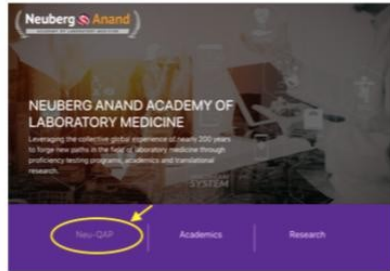 Neuberg Anand
ACADEMY OF LABORATORY MEDICINE
NEUBERG ANAND ACADEMY OF
LABORATORY MEDICINE
Leveraging the collective global experience of nearly 200 years
to forge new paths in the field of laboratory medicine through
proficiency testing programs, academics and translational
research.
SYSTEM
Neu-QAP
Academics
Research